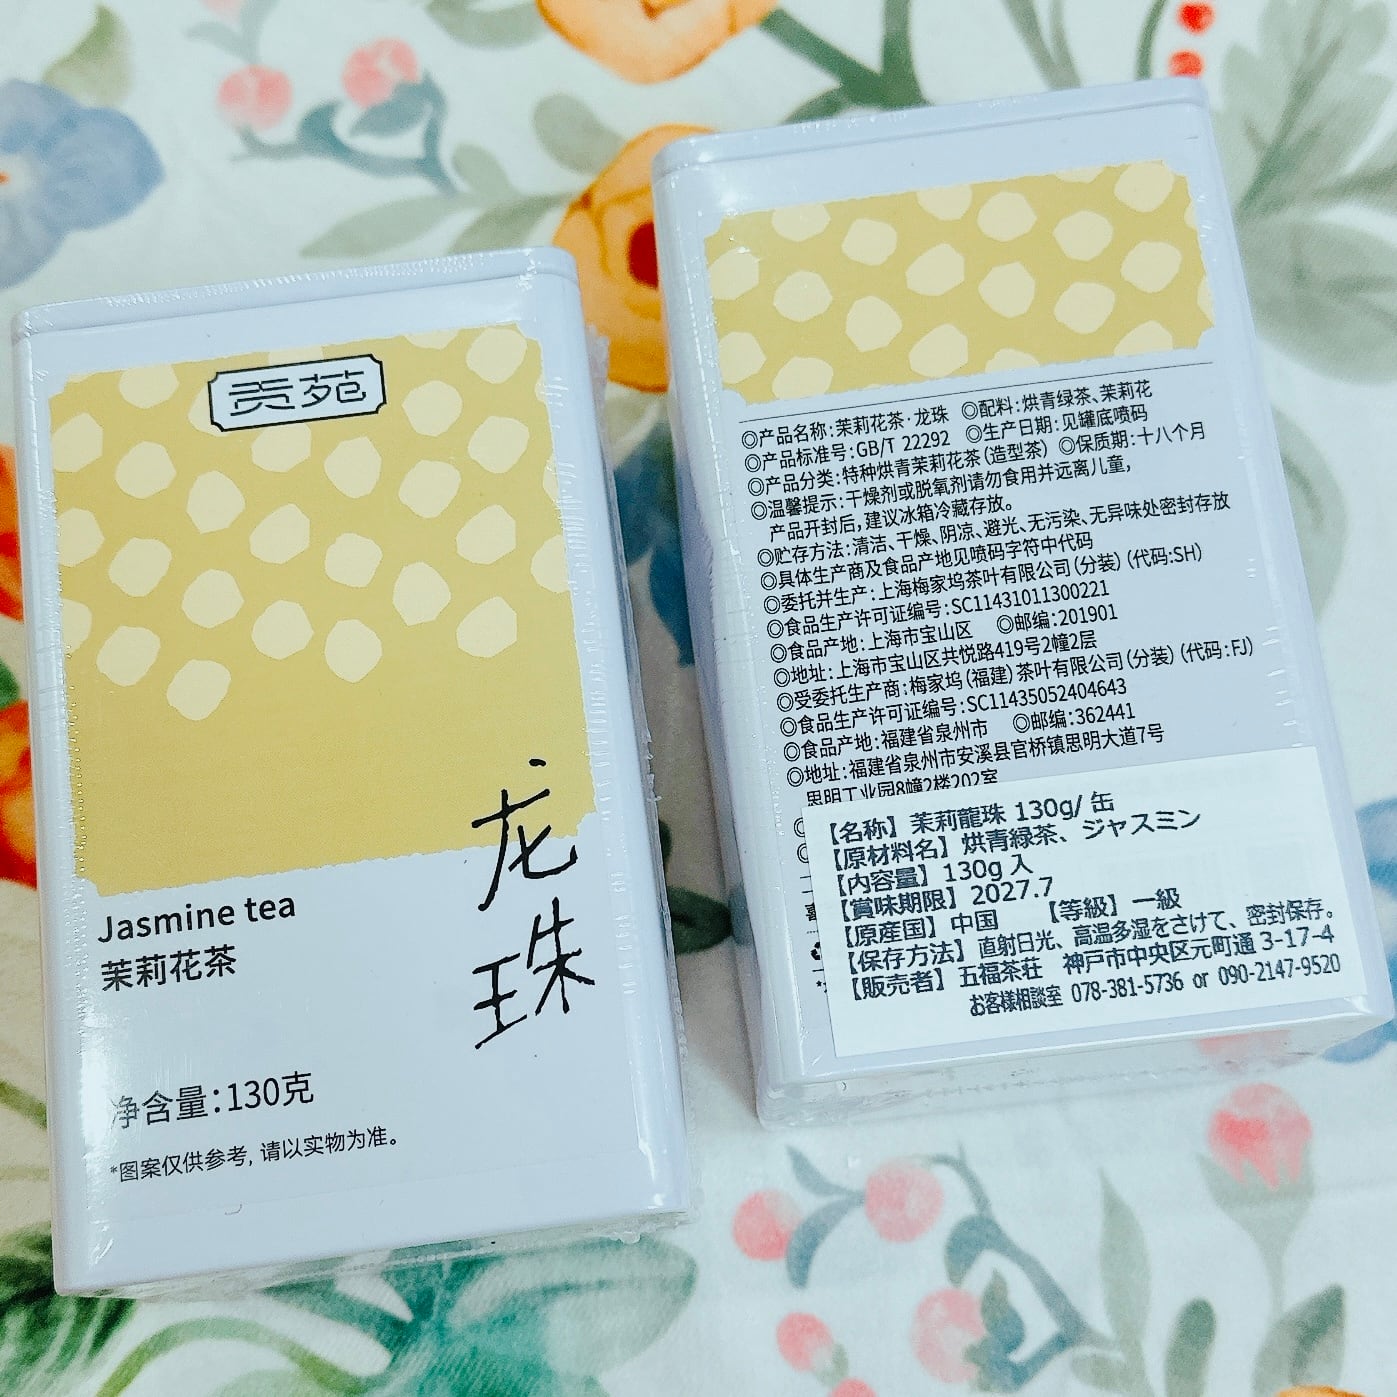 贡苑
龙珠
Jasmine tea
茉莉花茶
净含量:130克
*图案仅供参考, 请以实物为准。
◎产品名称:茉莉花茶·龙珠 ◎配料:烘青绿茶、茉莉花
◎产品标准号:GB/T 22292 ◎生产日期:见罐底喷码
◎产品分类:特种烘青茉莉花茶(造型茶) ◎保质期:十八个月
◎温馨提示:干燥剂或脱氧剂请勿食用并远离儿童,
产品开封后,建议冰箱冷藏存放。
◎贮存方法:清洁、干燥、阴凉、避光、无污染、无异味处密封存放
◎具体生产商及食品产地见喷码字符中代码
◎委托并生产:上海梅家坞茶叶有限公司(分装)(代码:SH)
◎食品生产许可证编号:SC11431011300221
◎食品产地:上海市宝山区 ◎邮编:201901
◎地址:上海市宝山区共悦路419号2幢2层
◎受委托生产商:梅家坞(福建)茶叶有限公司(分装)(代码:FJ)
◎食品生产许可证编号:SC11435052404643
◎食品产地:福建省泉州市 ◎邮编:362441
◎地址:福建省泉州市安溪县官桥镇思明大道7号
思明工业园8幢2楼202室
【名称】茉莉龍珠 130g/ 缶
【原材料名】烘青緑茶、ジャスミン
【内容量】130g 入
【賞味期限】2027.7
【原産国】中国 【等級】一級
【保存方法】直射日光、高温多湿をさけて、密封保存。
【販売者】五福茶荘 神戸市中央区元町通 3-17-4
お客様相談室 078-381-5736 or 090-2147-9520